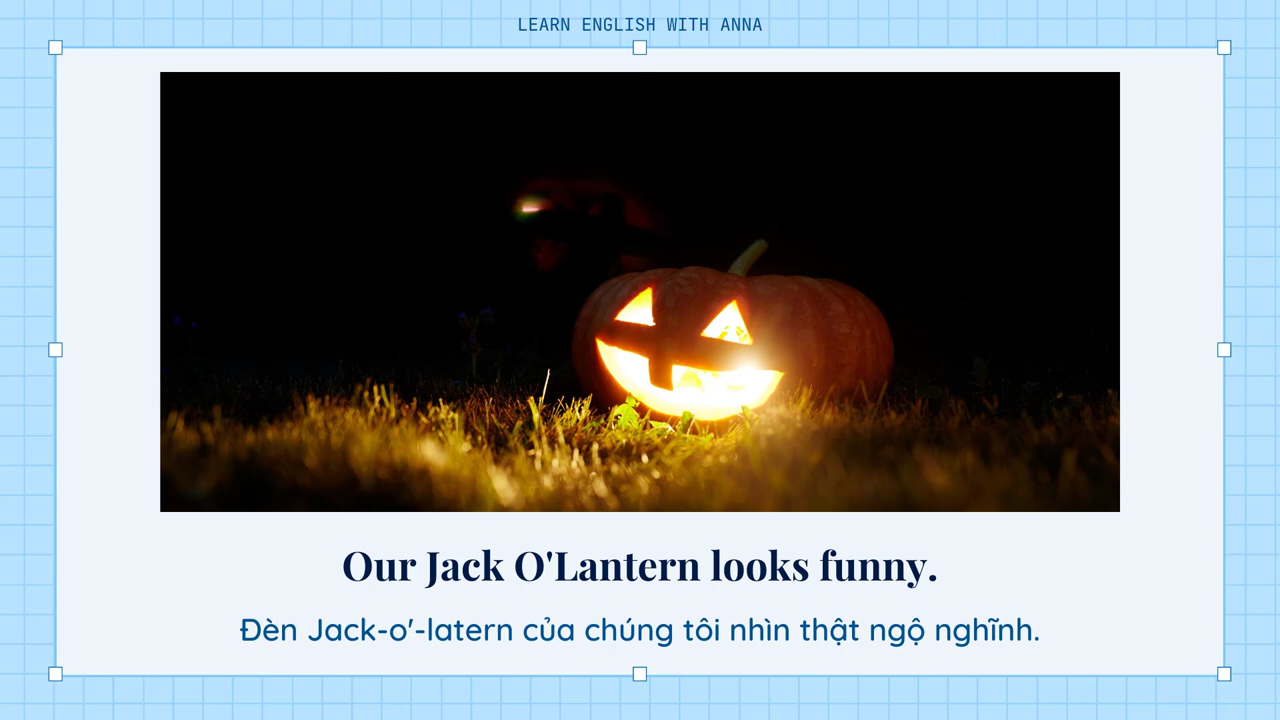 LEARN ENGLISH WITH ANNA
Our Jack O'Lantern looks funny.
Đèn Jack-o'-latern của chúng tôi nhìn thật ngộ nghĩnh.